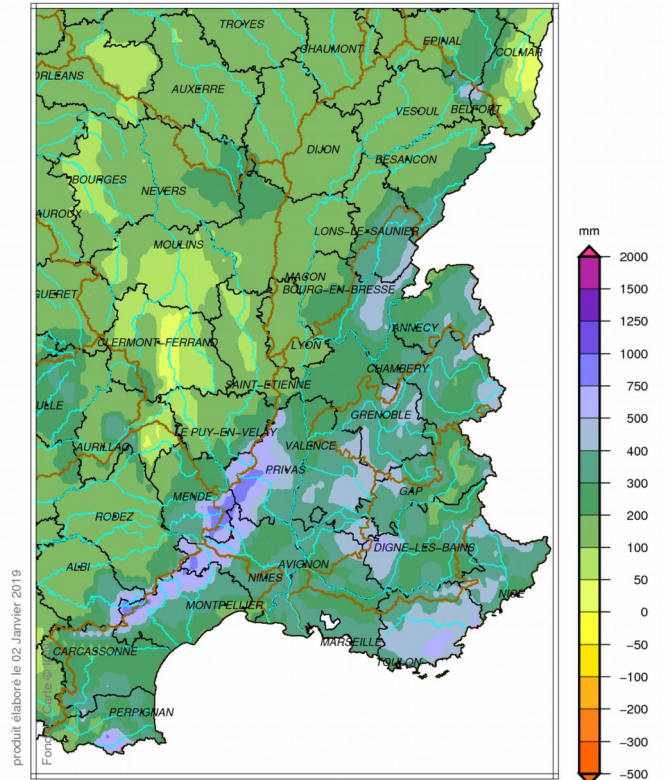 TROYES
CHAUMONT
EPINAL
COLMAR
ORLEANS
AUXERRE
VESOUL
BELFORT
DIJON
BESANCON
BOURGES
NEVERS
AUROUX
LONS-LE-SAUNIER
MOULINS
MACON
BOURG-EN-BRESSE
GUERET
ANNECY
CLERMONT-FERRAND
LYON
CHAMBERY
SAINT-ETIENNE
ULLE
GRENOBLE
LE PUY-EN-VELAY
AURILLAC
VALENCE
PRIVAS
MENDE
GAP
RODEZ
DIGNE-LES-BAINS
ALBI
AVIGNON
NIMES
NICE
MONTPELLIER
MARSEILLE
CARCASSONNE
TOULON
PERPIGNAN
mm
2000
1500
1250
1000
750
500
400
300
200
100
50
0
-50
-100
-200
-300
-500
produit élaboré le 02 Janvier 2019